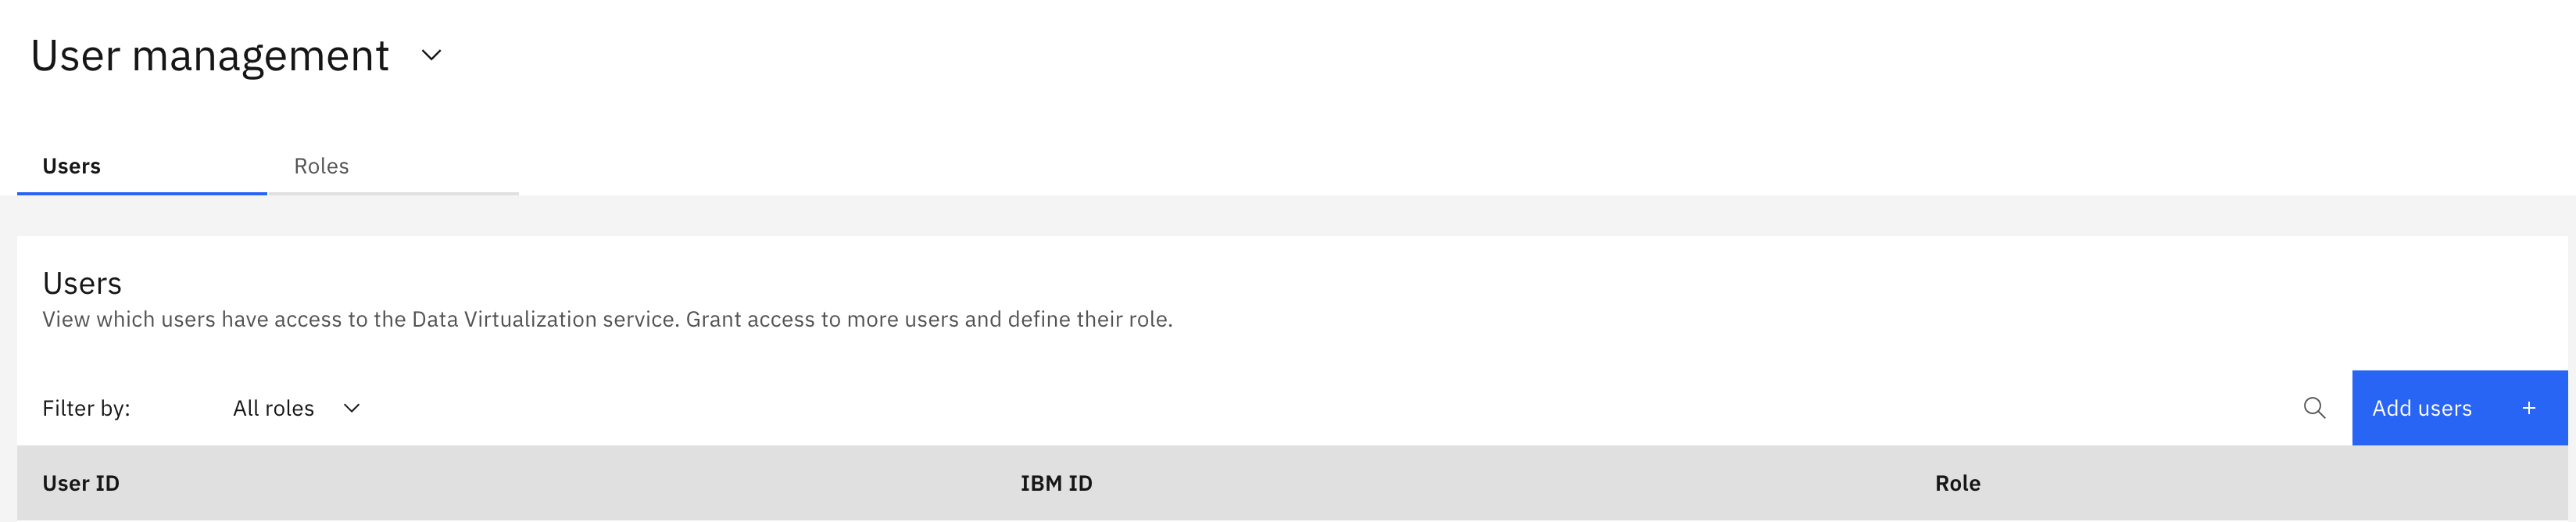 User management
Users Roles
Users
View which users have access to the Data Virtualization service. Grant access to more users and define their role.
Filter by: All roles Add users +
User ID IBM ID Role